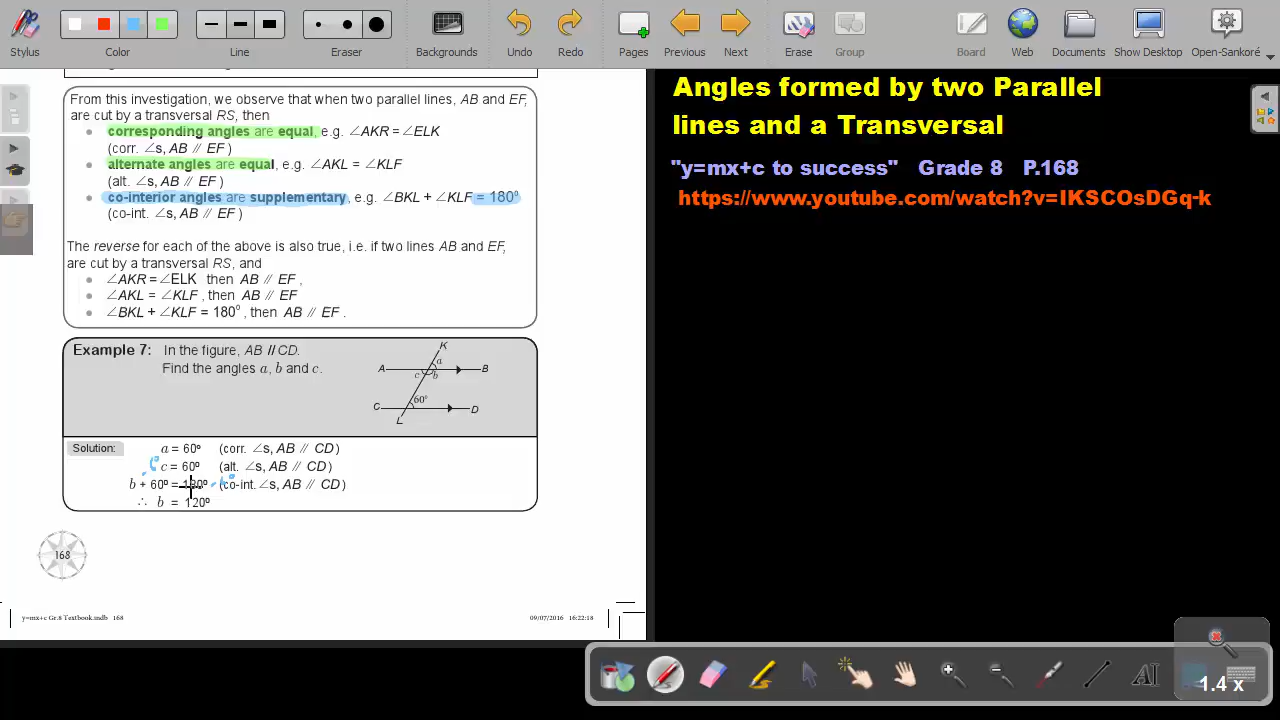 Stylus
Color
Line
Eraser
Backgrounds
Undo
Redo
Pages
Previous
Next
Erase
Group
Board
Web
Documents
Show Desktop
Open-Sankoré
From this investigation, we observe that when two parallel lines, AB and EF,
are cut by a transversal RS, then
• corresponding angles are equal, e.g. ∠AKR = ∠ELK
(corr. ∠s, AB // EF )
• alternate angles are equal, e.g. ∠AKL = ∠KLF
(alt. ∠s, AB // EF )
• co-interior angles are supplementary, e.g. ∠BKL + ∠KLF = 180°
(co-int. ∠s, AB // EF )
The reverse for each of the above is also true, i.e. if two lines AB and EF,
are cut by a transversal RS, and
• ∠AKR = ∠ELK then AB // EF ,
• ∠AKL = ∠KLF , then AB // EF
• ∠BKL + ∠KLF = 180° , then AB // EF .
Example 7: In the figure, AB // CD.
Find the angles a, b and c.
K
a
A
B
c
b
60°
C
D
L
Solution:
a = 60° (corr. ∠s, AB // CD)
c = 60° (alt. ∠s, AB // CD)
b + 60° = 180° (co-int. ∠s, AB // CD)
∴ b = 120°
168
y=mx+c Gr.8 Textbook.indb 168
09/07/2016 16:22:18
Angles formed by two Parallel
lines and a Transversal
"y=mx+c to success" Grade 8 P.168
https://www.youtube.com/watch?v=IKSCOsDGq-k
AI
1.4 x